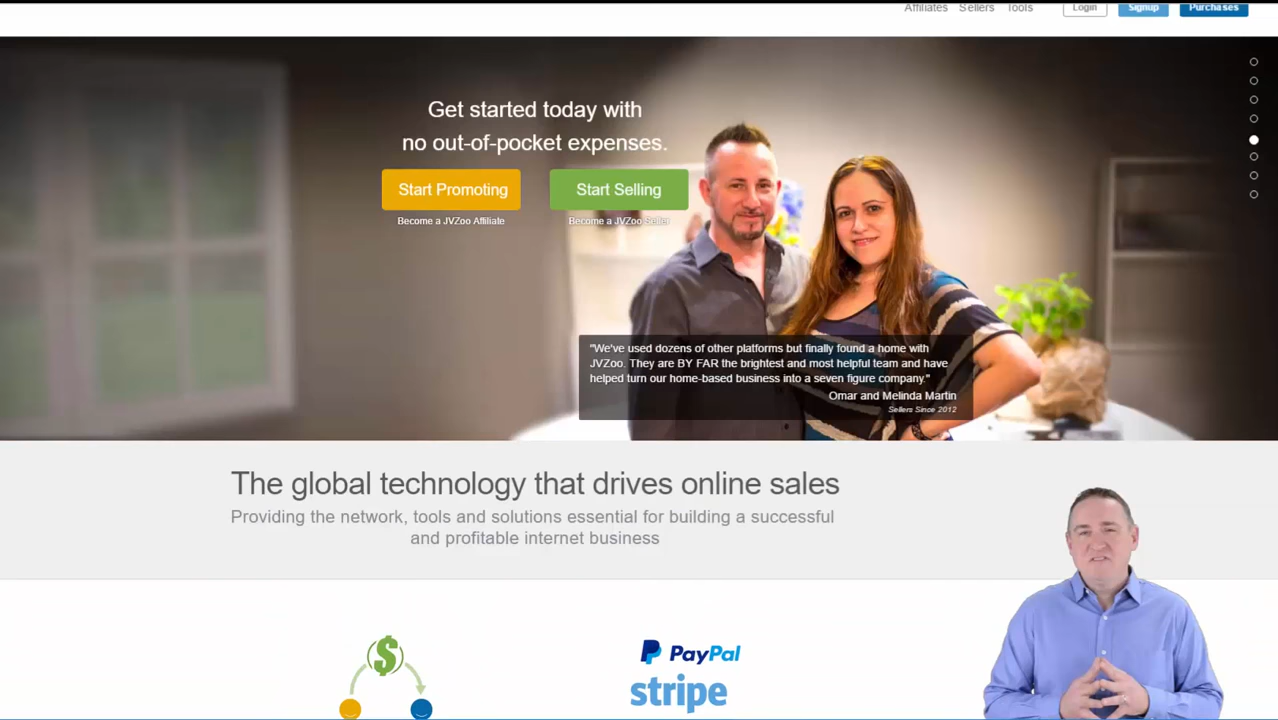 Affiliates Sellers Tools Login Signup Purchases
Get started today with
no out-of-pocket expenses.
Start Promoting Start Selling
Become a JVZoo Affiliate Become a JVZoo Seller
"We've used dozens of other platforms but finally found a home with
JVZoo. They are BY FAR the brightest and most helpful team and have
helped turn our home-based business into a seven figure company."
Omar and Melinda Martin
Sellers Since 2012
The global technology that drives online sales
Providing the network, tools and solutions essential for building a successful
and profitable internet business
$
PayPal
stripe